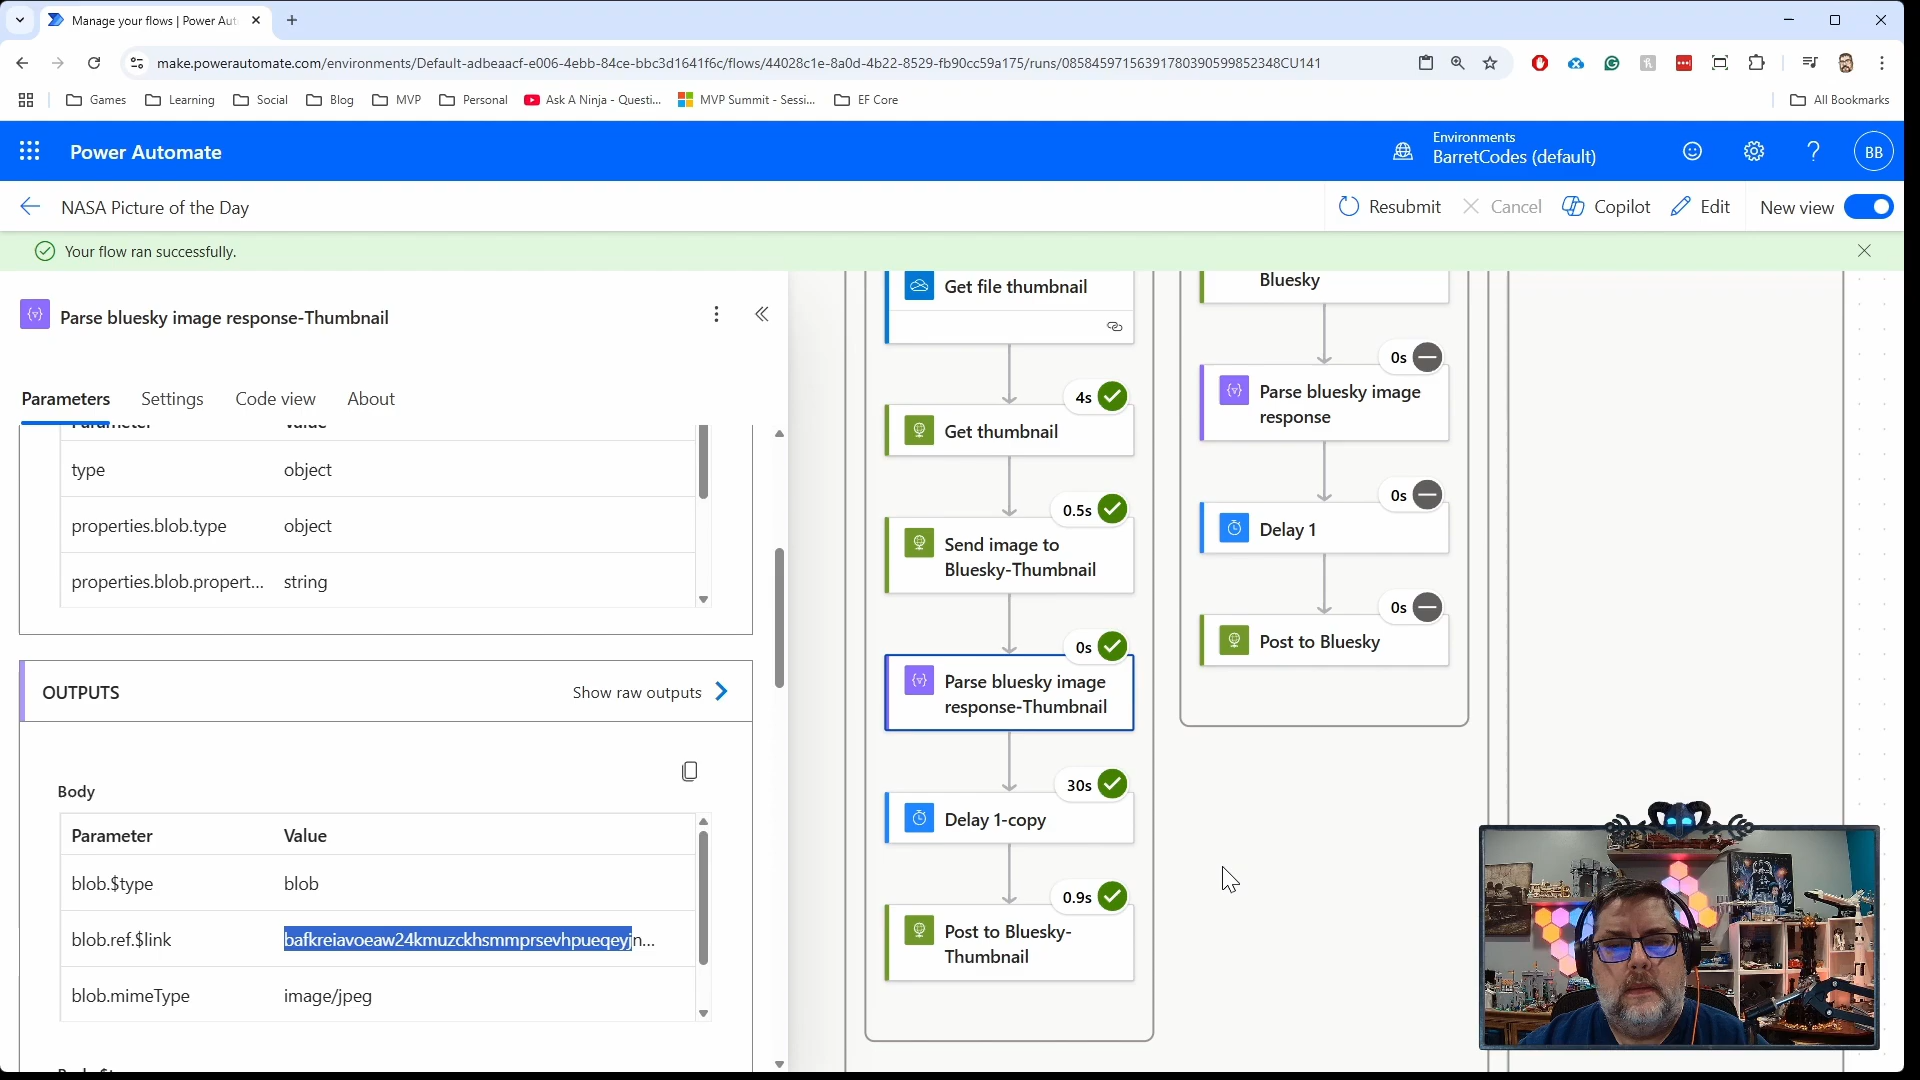 Manage your flows | Power Aut
make.powerautomate.com/environments/Default-adbeaacf-e006-4ebb-84ce-bbc3d1641f6c/flows/44028c1e-8a0d-4b22-8529-fb90cc59a175/runs/08584597156391780390599852348CU141
Games
Learning
Social
Blog
MVP
Personal
Ask A Ninja - Questi...
MVP Summit - Sessi...
EF Core
All Bookmarks
Power Automate
Environments
BarretCodes (default)
BB
NASA Picture of the Day
Resubmit
Cancel
Copilot
Edit
New view
Your flow ran successfully.
Parse bluesky image response-Thumbnail
Parameters
Settings
Code view
About
Parameter
Value
type
object
properties.blob.type
object
properties.blob.propert...
string
OUTPUTS
Show raw outputs
Body
Parameter
Value
blob.$type
blob
blob.ref.$link
bafkreiavoeaw24kmuzckhsmmprsevhpueqeyjn...
blob.mimeType
image/jpeg
Get file thumbnail
4s
Get thumbnail
0.5s
Send image to
Bluesky-Thumbnail
0s
Parse bluesky image
response-Thumbnail
30s
Delay 1-copy
0.9s
Post to Bluesky-
Thumbnail
Bluesky
0s
Parse bluesky image
response
0s
Delay 1
0s
Post to Bluesky